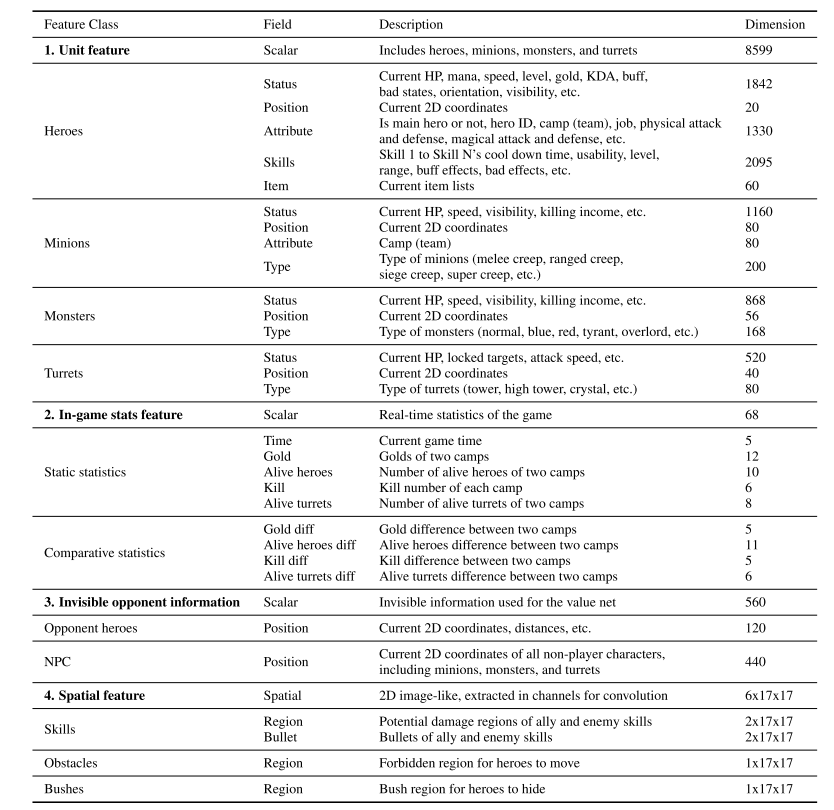 Feature Class Field Description Dimension
1. Unit feature Scalar Includes heroes, minions, monsters, and turrets 8599
Heroes
Status Current HP, mana, speed, level, gold, KDA, buff,
bad states, orientation, visibility, etc. 1842
Position Current 2D coordinates 20
Attribute Is main hero or not, hero ID, camp (team), job, physical attack
and defense, magical attack and defense, etc. 1330
Skills Skill 1 to Skill N's cool down time, usability, level,
range, buff effects, bad effects, etc. 2095
Item Current item lists 60
Minions
Status Current HP, speed, visibility, killing income, etc. 1160
Position Current 2D coordinates 80
Attribute Camp (team) 80
Type Type of minions (melee creep, ranged creep,
siege creep, super creep, etc.) 200
Monsters
Status Current HP, speed, visibility, killing income, etc. 868
Position Current 2D coordinates 56
Type Type of monsters (normal, blue, red, tyrant, overlord, etc.) 168
Turrets
Status Current HP, locked targets, attack speed, etc. 520
Position Current 2D coordinates 40
Type Type of turrets (tower, high tower, crystal, etc.) 80
2. In-game stats feature Scalar Real-time statistics of the game 68
Static statistics
Time Current game time 5
Gold Golds of two camps 12
Alive heroes Number of alive heroes of two camps 10
Kill Kill number of each camp 6
Alive turrets Number of alive turrets of two camps 8
Comparative statistics
Gold diff Gold difference between two camps 5
Alive heroes diff Alive heroes difference between two camps 11
Kill diff Kill difference between two camps 5
Alive turrets diff Alive turrets difference between two camps 6
3. Invisible opponent information Scalar Invisible information used for the value net 560
Opponent heroes Position Current 2D coordinates, distances, etc. 120
NPC Position Current 2D coordinates of all non-player characters,
including minions, monsters, and turrets 440
4. Spatial feature Spatial 2D image-like, extracted in channels for convolution 6x17x17
Skills
Region Potential damage regions of ally and enemy skills 2x17x17
Bullet Bullets of ally and enemy skills 2x17x17
Obstacles Region Forbidden region for heroes to move 1x17x17
Bushes Region Bush region for heroes to hide 1x17x17